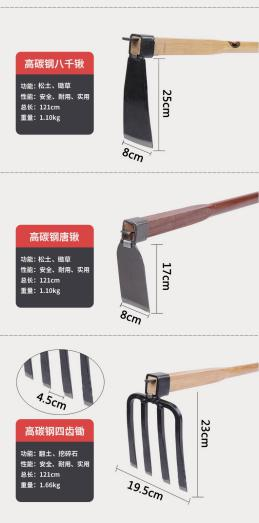 高碳钢八千锹
功能：松土、锄草
性能：安全、耐用、实用
总长：121cm
重量：1.10kg
25cm
8cm
高碳钢唐锹
功能：松土、锄草
性能：安全、耐用、实用
总长：121cm
重量：1.10kg
17cm
8cm
4.5cm
高碳钢四齿锄
功能：翻土、挖碎石
性能：安全、耐用、实用
总长：121cm
重量：1.66kg
23cm
19.5cm